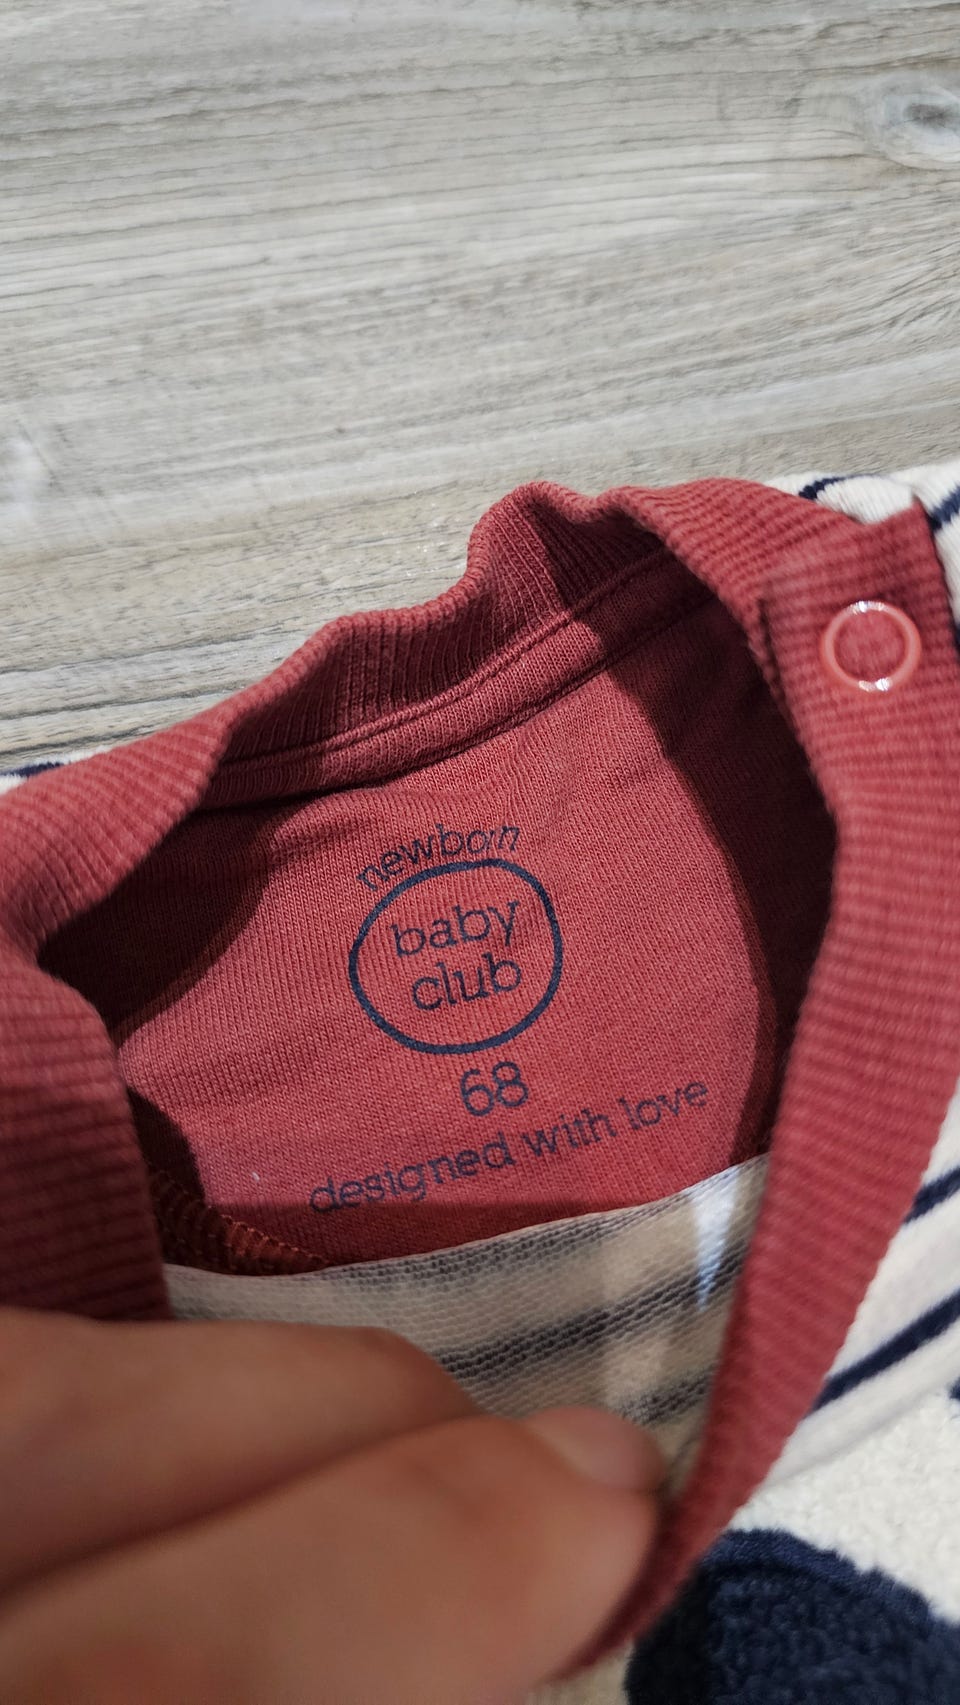 newborn
baby
club
68
designed with love